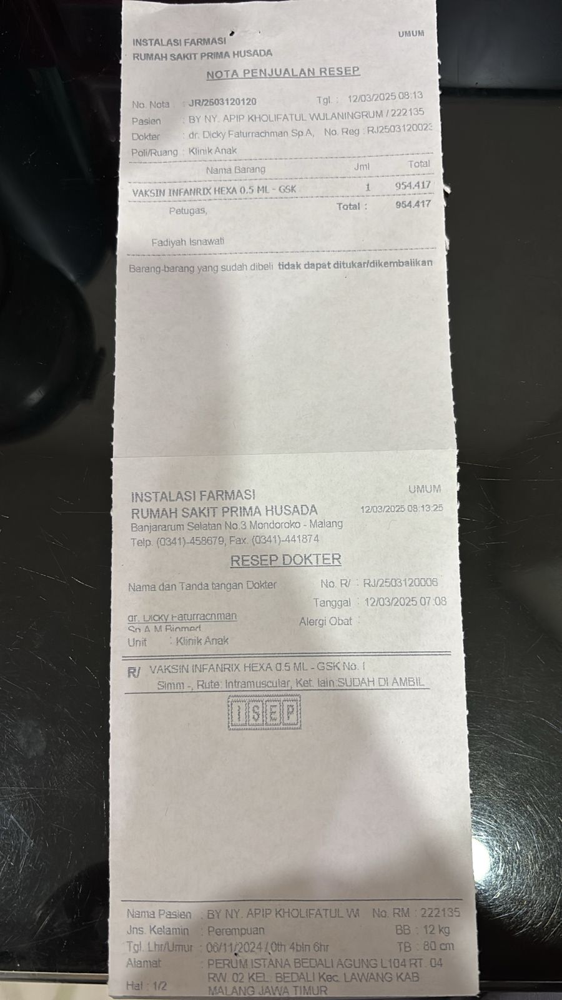 INSTALASI FARMASI UMUM
RUMAH SAKIT PRIMA HUSADA
NOTA PENJUALAN RESEP
No. Nota : JR/2503120120 Tgl. : 12/03/2025 08:13
Pasien : BY NY. APIP KHOLIFATUL WULANINGRUM / 222135
Dokter : dr. Dicky Faturrachman Sp.A, No. Reg : RJ2503120023
Poli/Ruang : Klinik Anak
Nama Barang Jml Total
VAKSIN INFANRIX HEXA 0.5 ML - GSK 1 954.417
Petugas, Total : 954.417
Fadiyah Isnawati
Barang-barang yang sudah dibeli tidak dapat ditukar/dikembalikan
INSTALASI FARMASI UMUM
RUMAH SAKIT PRIMA HUSADA 12/03/2025 08:13:25
Banjararum Selatan No.3 Mondoroko - Malang
Telp. (0341)-458679, Fax. (0341)-441874
RESEP DOKTER
Nama dan Tanda tangan Dokter No. R/ : RJ/2503120006
Tanggal : 12/03/2025 07:08
dr. Dicky Faturrachman Alergi Obat :
Sp.A M.Biomed
Unit : Klinik Anak
R/ VAKSIN INFANRIX HEXA 0.5 ML - GSK No. I
S1mm -, Rute: Intramuscular, Ket. lain:SUDAH DI AMBIL
ISEP
Nama Pasien : BY NY. APIP KHOLIFATUL WI No. RM : 222135
Jns. Kelamin : Perempuan BB : 12 kg
Tgl. Lhr/Umur : 06/11/2024 / 0th 4bln 6hr TB : 80 cm
Alamat : PERUM ISTANA BEDALI AGUNG L104 RT. 04
RW. 02 KEL. BEDALI Kec. LAWANG KAB
Hal : 1/2 MALANG JAWA TIMUR